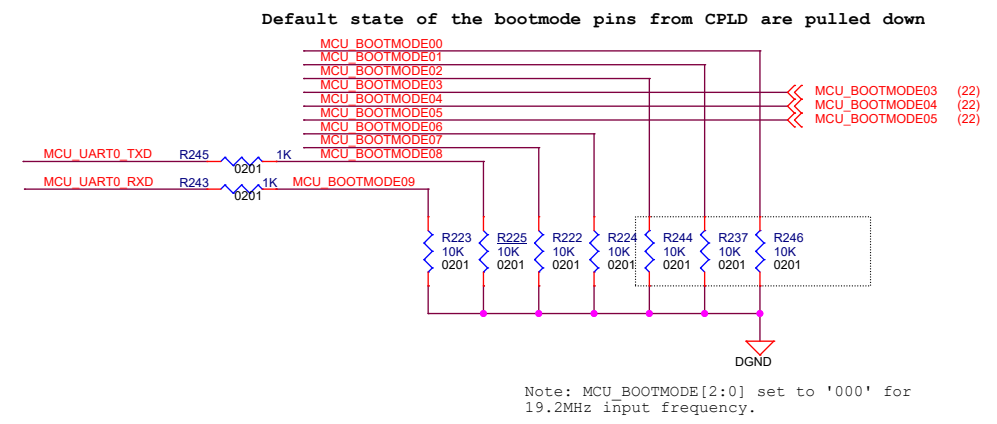 Default state of the bootmode pins from CPLD are pulled down
MCU_BOOTMODE00
MCU_BOOTMODE01
MCU_BOOTMODE02
MCU_BOOTMODE03
MCU_BOOTMODE04
MCU_BOOTMODE05
MCU_BOOTMODE06
MCU_BOOTMODE07
MCU_BOOTMODE08
MCU_BOOTMODE03 (22)
MCU_BOOTMODE04 (22)
MCU_BOOTMODE05 (22)
MCU_UART0_TXD R245 1K
0201
MCU_UART0_RXD R243 1K MCU_BOOTMODE09
0201
R223 R225 R222 R224 R244 R237 R246
10K 10K 10K 10K 10K 10K 10K
0201 0201 0201 0201 0201 0201 0201
DGND
Note: MCU_BOOTMODE[2:0] set to '000' for
19.2MHz input frequency.